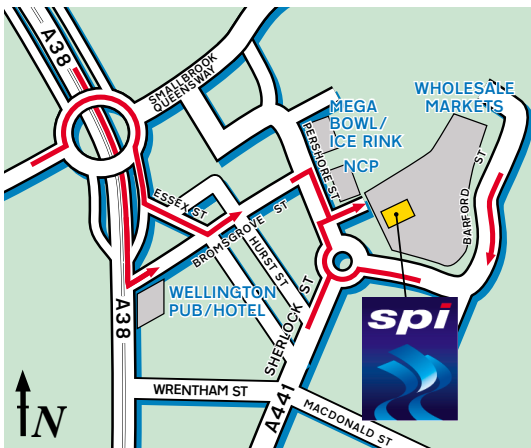 A38
SMALLBROOK
QUEENSWAY
WHOLESALE
MARKETS
MEGA
BOWL/
ICE RINK
NCP
PERSHORE ST
ESSEX ST
BROMSGROVE ST
HURST ST
BARFORD ST
WELLINGTON
PUB/HOTEL
SHERLOCK ST
spi
A38
WRENTHAM ST
A441
MACDONALD ST
N